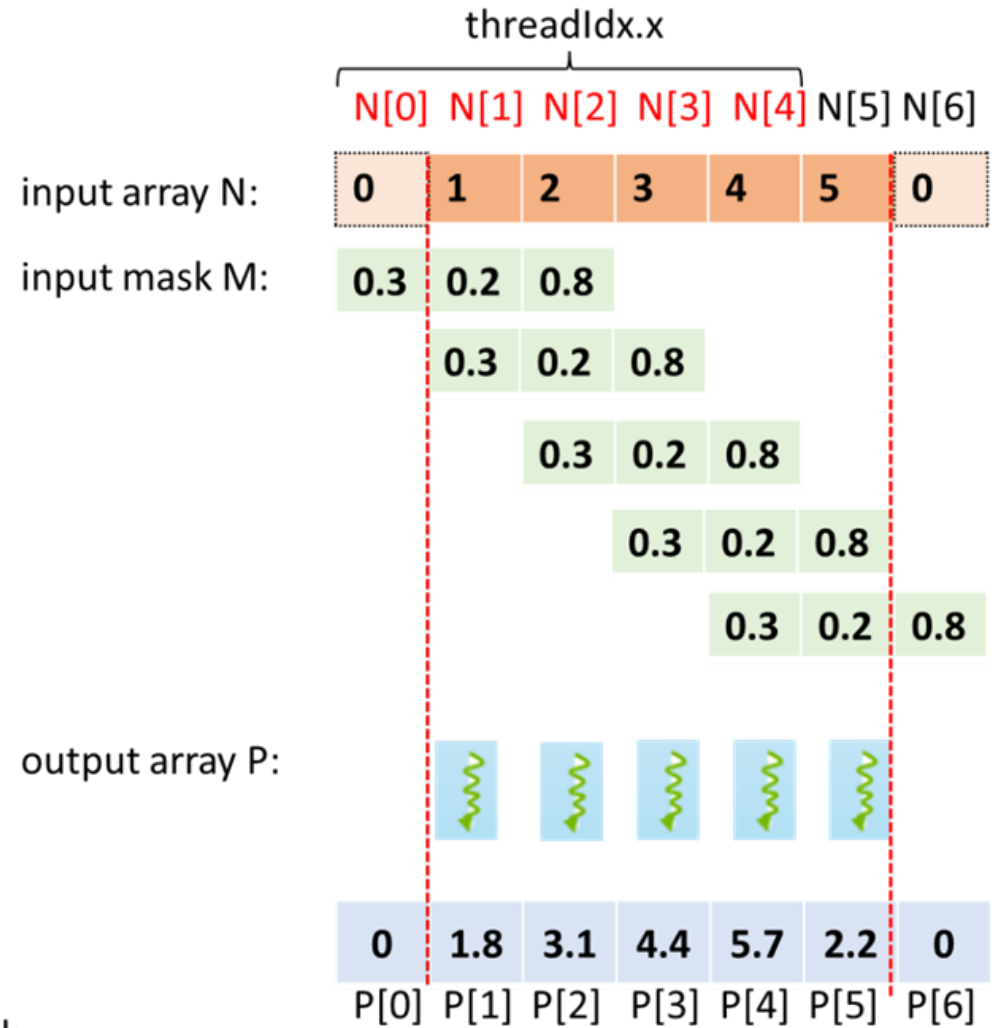 threadIdx.x
N[0] N[1] N[2] N[3] N[4] N[5] N[6]
input array N: 0 1 2 3 4 5 0
input mask M: 0.3 0.2 0.8
0.3 0.2 0.8
0.3 0.2 0.8
0.3 0.2 0.8
0.3 0.2 0.8
output array P:
0 1.8 3.1 4.4 5.7 2.2 0
P[0] P[1] P[2] P[3] P[4] P[5] P[6]